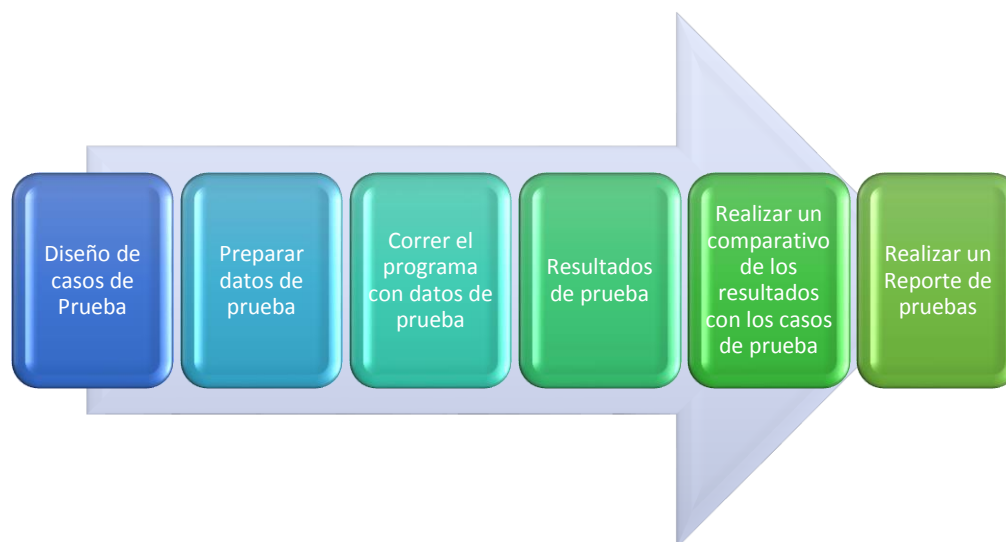 Diseño de
casos de
Prueba
Preparar
datos de
prueba
Correr el
programa
con datos de
prueba
Resultados
de prueba
Realizar un
comparativo
de los
resultados
con los casos
de prueba
Realizar un
Reporte de
pruebas